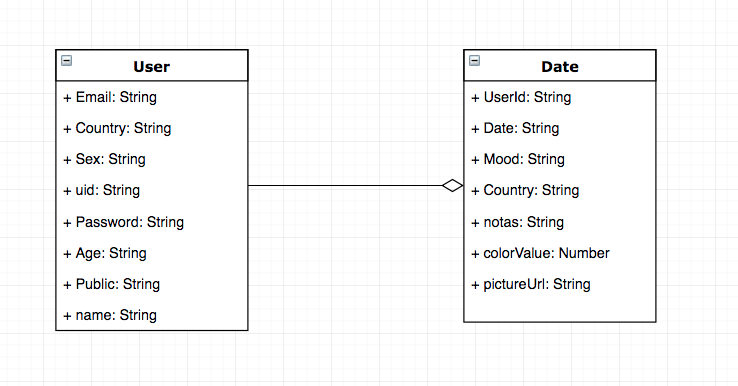 User
+ Email: String
+ Country: String
+ Sex: String
+ uid: String
+ Password: String
+ Age: String
+ Public: String
+ name: String
Date
+ UserId: String
+ Date: String
+ Mood: String
+ Country: String
+ notas: String
+ colorValue: Number
+ pictureUrl: String